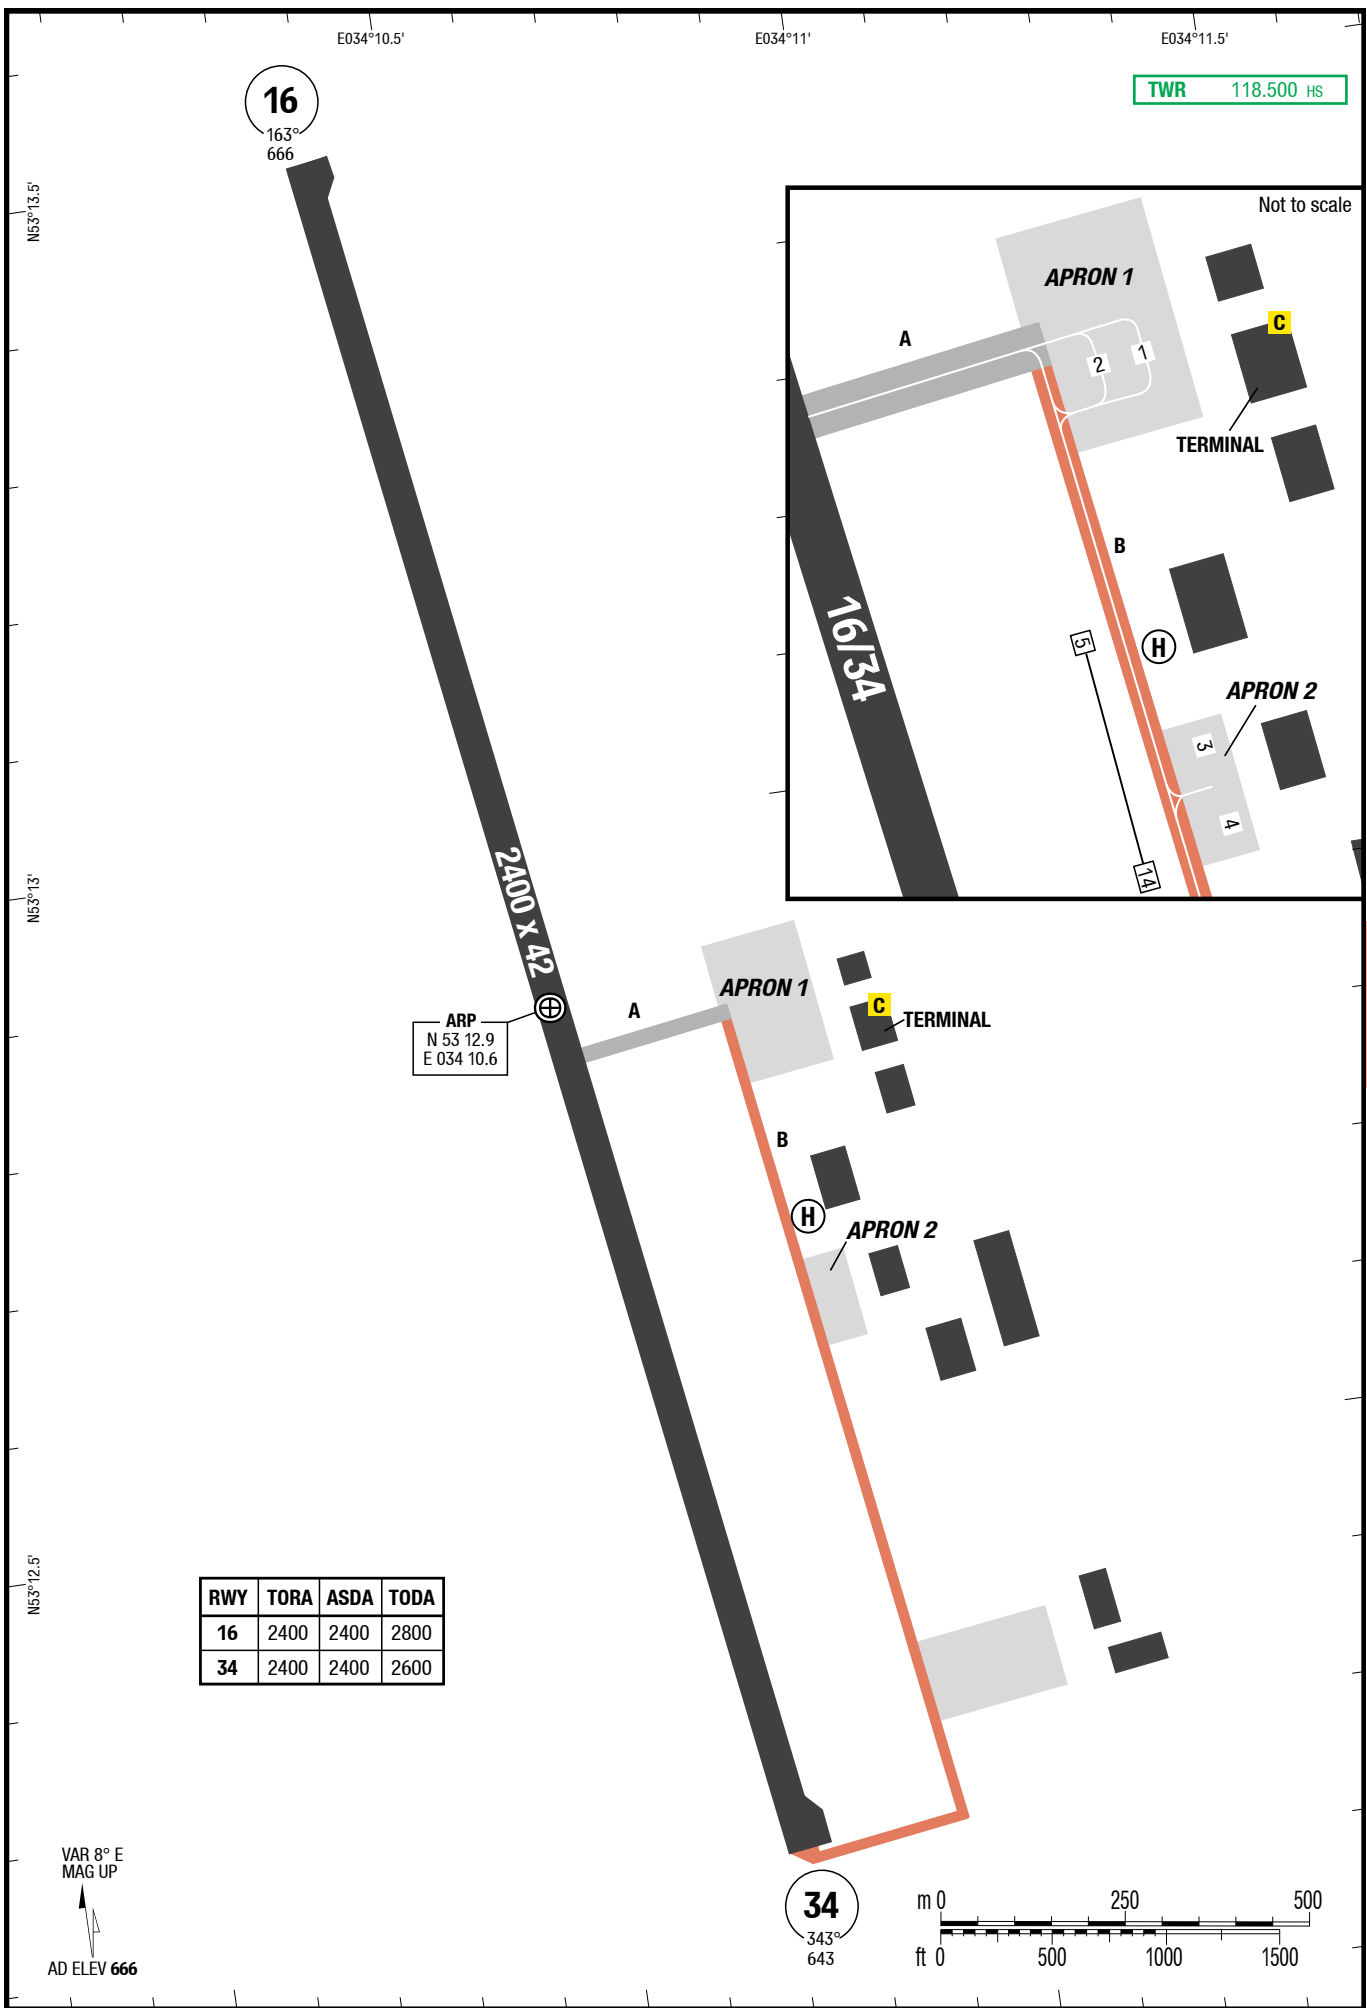 E034°10.5'
E034°11'
E034°11.5'
16
163°
666
TWR 118.500 HS
N53°13.5'
Not to scale
APRON 1
A
C
1
2
TERMINAL
B
16/34
5
H
APRON 2
3
4
14
N53°13'
2400 x 42
APRON 1
A
C
TERMINAL
ARP
N 53 12.9
E 034 10.6
B
H
APRON 2
N53°12.5'
RWY TORA ASDA TODA
16 2400 2400 2800
34 2400 2400 2600
VAR 8° E
MAG UP
AD ELEV 666
34
343°
643
m 0 250 500
ft 0 500 1000 1500